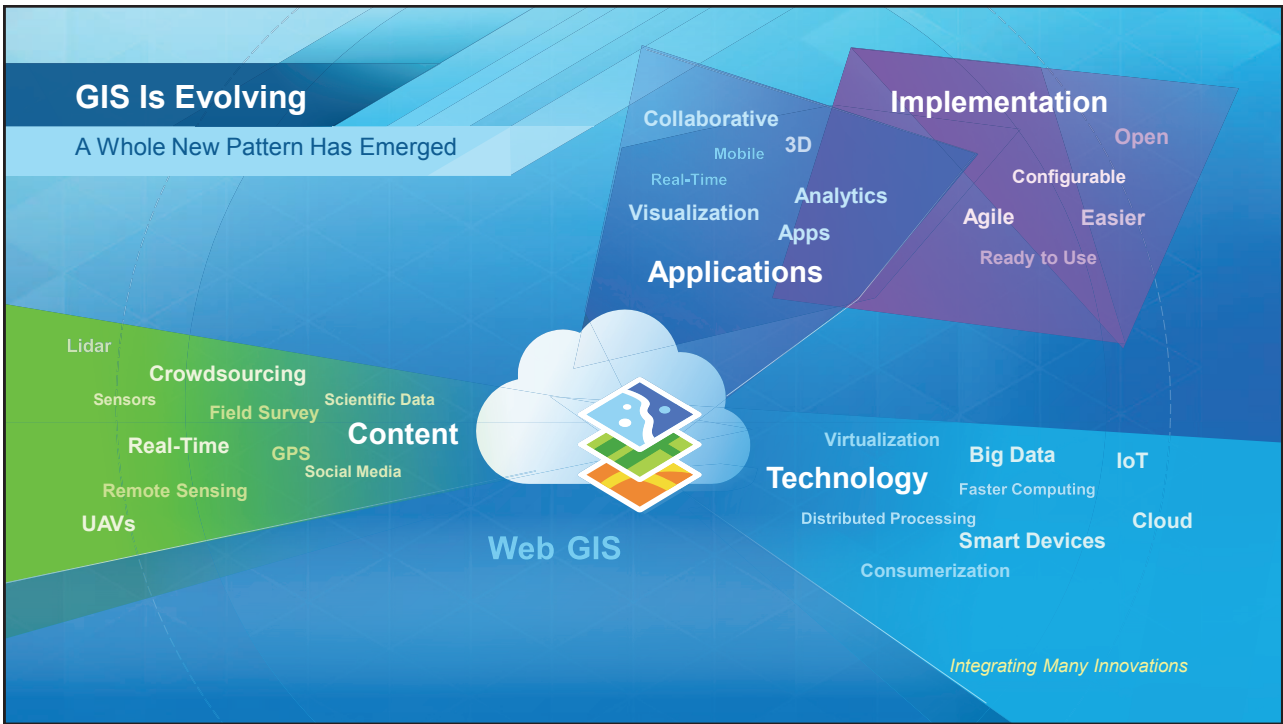 GIS Is Evolving
A Whole New Pattern Has Emerged
Collaborative
3D
Mobile
Real-Time
Analytics
Visualization
Apps
Applications
Implementation
Open
Configurable
Agile
Easier
Ready to Use
Lidar
Crowdsourcing
Sensors
Scientific Data
Field Survey
Content
Real-Time
GPS
Social Media
Remote Sensing
UAVs
Web GIS
Virtualization
Big Data
IoT
Technology
Faster Computing
Distributed Processing
Cloud
Smart Devices
Consumerization
Integrating Many Innovations